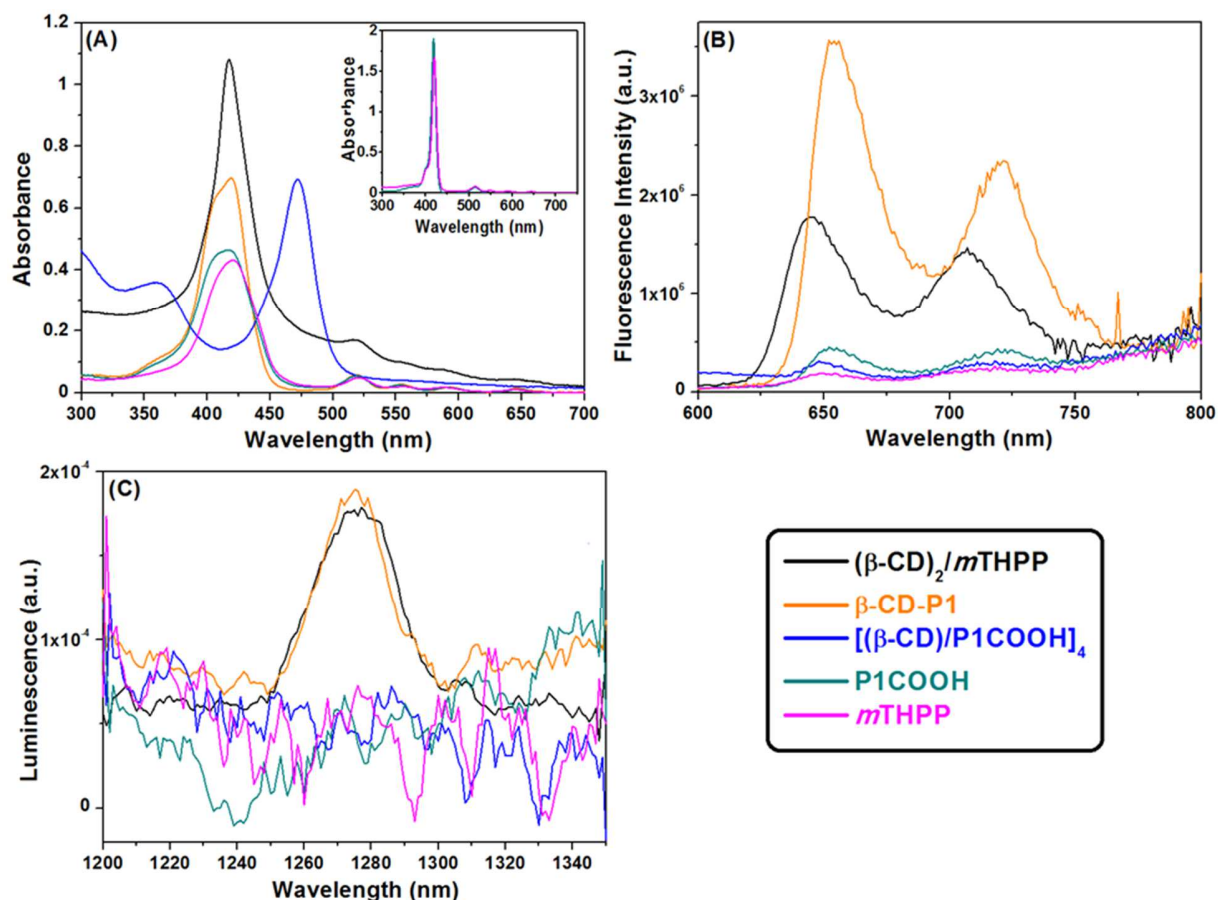 (A)
1.2
1
0.8
0.6
0.4
0.2
0
Absorbance
300 350 400 450 500 550 600 650 700
Wavelength (nm)
2
1.5
1
0.5
0
Absorbance
300 400 500 600 700
Wavelength (nm)
(B)
3x10⁶
2x10⁶
1x10⁶
0
Fluorescence Intensity (a.u.)
600 650 700 750 800
Wavelength (nm)
(C)
2x10⁻⁴
1x10⁻⁴
0
Luminescence (a.u.)
1200 1220 1240 1260 1280 1300 1320 1340
Wavelength (nm)
(β-CD)₂/mTHPP
β-CD-P1
[(β-CD)/P1COOH]₄
P1COOH
mTHPP